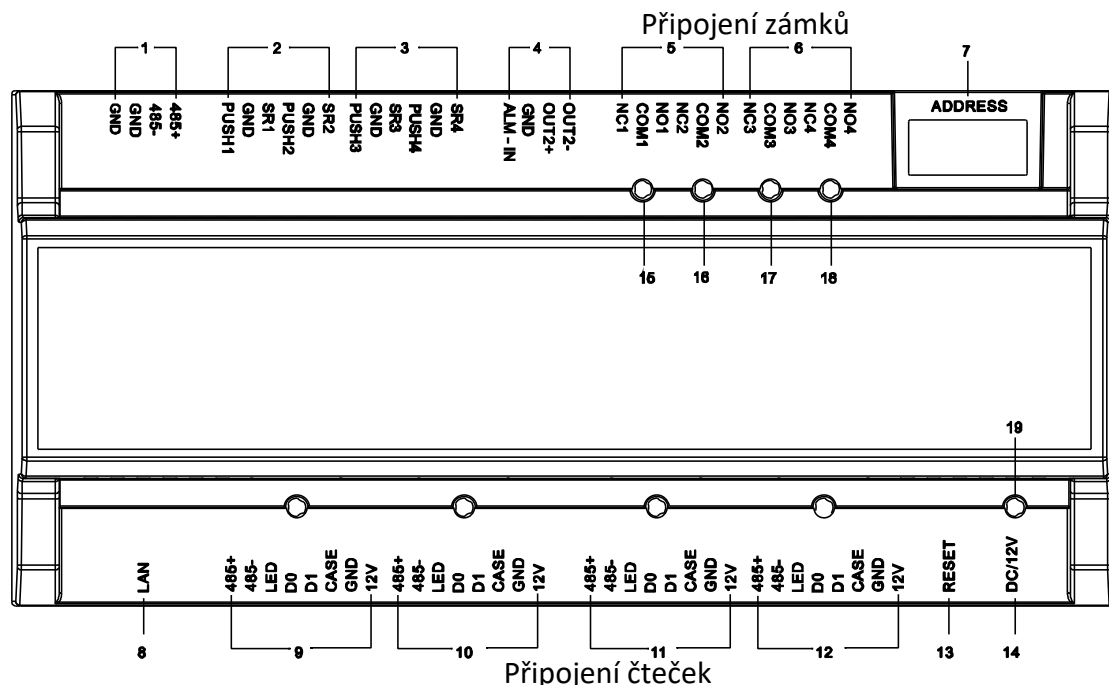 Připojení zámků
1 2 3 4 5 6 7
GND
GND
485-
485+
PUSH1
GND
SR1
PUSH2
GND
SR2
PUSH3
GND
SR3
PUSH4
GND
SR4
ALM - IN
GND
OUT2+
OUT2-
NC1
COM1
NO1
NC2
COM2
NO2
NC3
COM3
NO3
NC4
COM4
NO4
ADDRESS
15 16 17 18
19
LAN
485+
485-
LED
D0
D1
CASE
GND
12V
485+
485-
LED
D0
D1
CASE
GND
12V
485+
485-
LED
D0
D1
CASE
GND
12V
485+
485-
LED
D0
D1
CASE
GND
12V
RESET
DC/12V
8 9 10 11 12 13 14
Připojení čteček